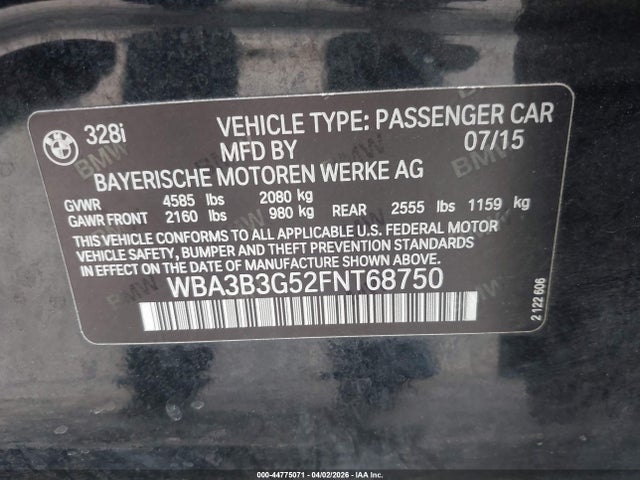 BMW
328i VEHICLE TYPE: PASSENGER CAR
MFD BY 07/15
BAYERISCHE MOTOREN WERKE AG
GVWR 4585 lbs 2080 kg
GAWR FRONT 2160 lbs 980 kg REAR 2555 lbs 1159 kg
THIS VEHICLE CONFORMS TO ALL APPLICABLE U.S. FEDERAL MOTOR
VEHICLE SAFETY, BUMPER AND THEFT PREVENTION STANDARDS
IN EFFECT ON THE DATE OF MANUFACTURE SHOWN ABOVE.
WBA3B3G52FNT68750
2 122 606
000-44775071 - 04/02/2026 - IAAI.COM